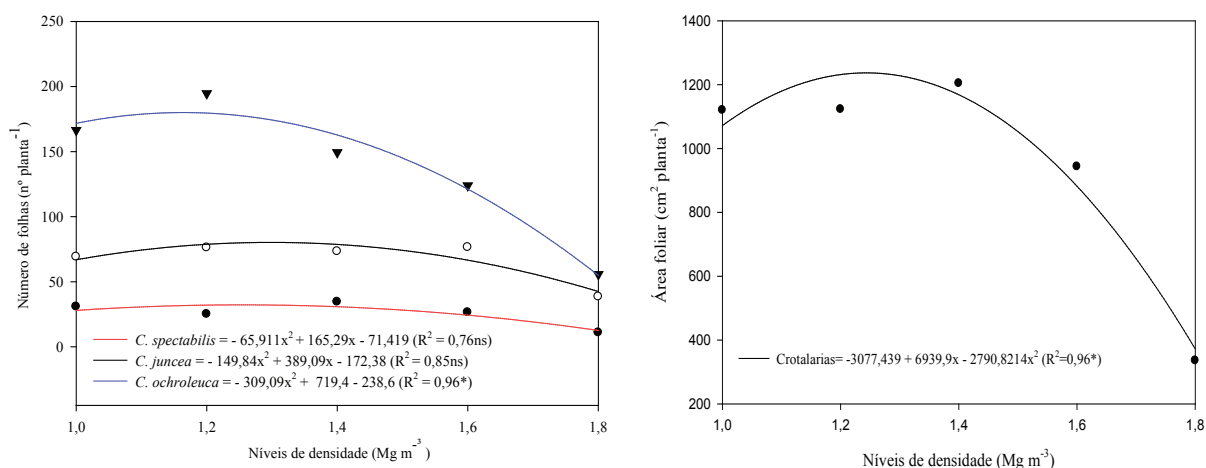 250
200
150
100
50
0
Número de folhas (nº planta⁻¹)
C. spectabilis = - 65,911x² + 165,29x - 71,419 (R² = 0,76ns)
C. juncea = - 149,84x² + 389,09x - 172,38 (R² = 0,85ns)
C. ochroleuca = - 309,09x² + 719,4 - 238,6 (R² = 0,96*)
1,0 1,2 1,4 1,6 1,8
Níveis de densidade (Mg m⁻³)
1400
1200
1000
800
600
400
200
Área foliar (cm² planta⁻¹)
Crotalarias= -3077,439 + 6939,9x - 2790,8214x² (R²=0,96*)
1,0 1,2 1,4 1,6 1,8
Níveis de densidade (Mg m⁻³)